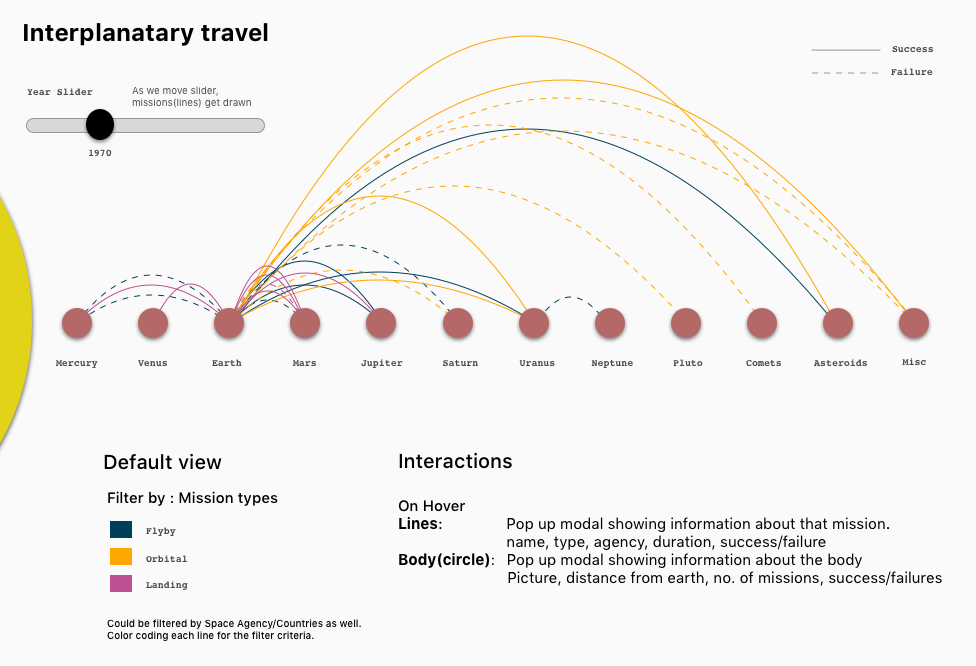 Interplanatary travel
Success
Failure
Year Slider
As we move slider,
missions(lines) get drawn
1970
Mercury Venus Earth Mars Jupiter Saturn Uranus Neptune Pluto Comets Asteroids Misc
Default view
Filter by : Mission types
Flyby
Orbital
Landing
Could be filtered by Space Agency/Countries as well.
Color coding each line for the filter criteria.
Interactions
On Hover
Lines: Pop up modal showing information about that mission.
name, type, agency, duration, success/failure
Body(circle): Pop up modal showing information about the body
Picture, distance from earth, no. of missions, success/failures